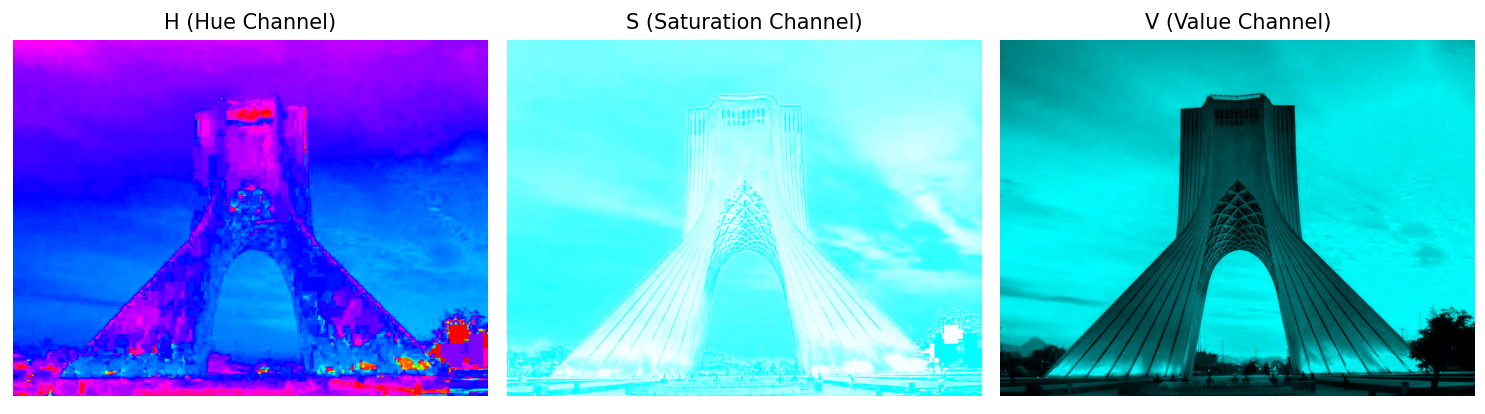 H (Hue Channel)
S (Saturation Channel)
V (Value Channel)